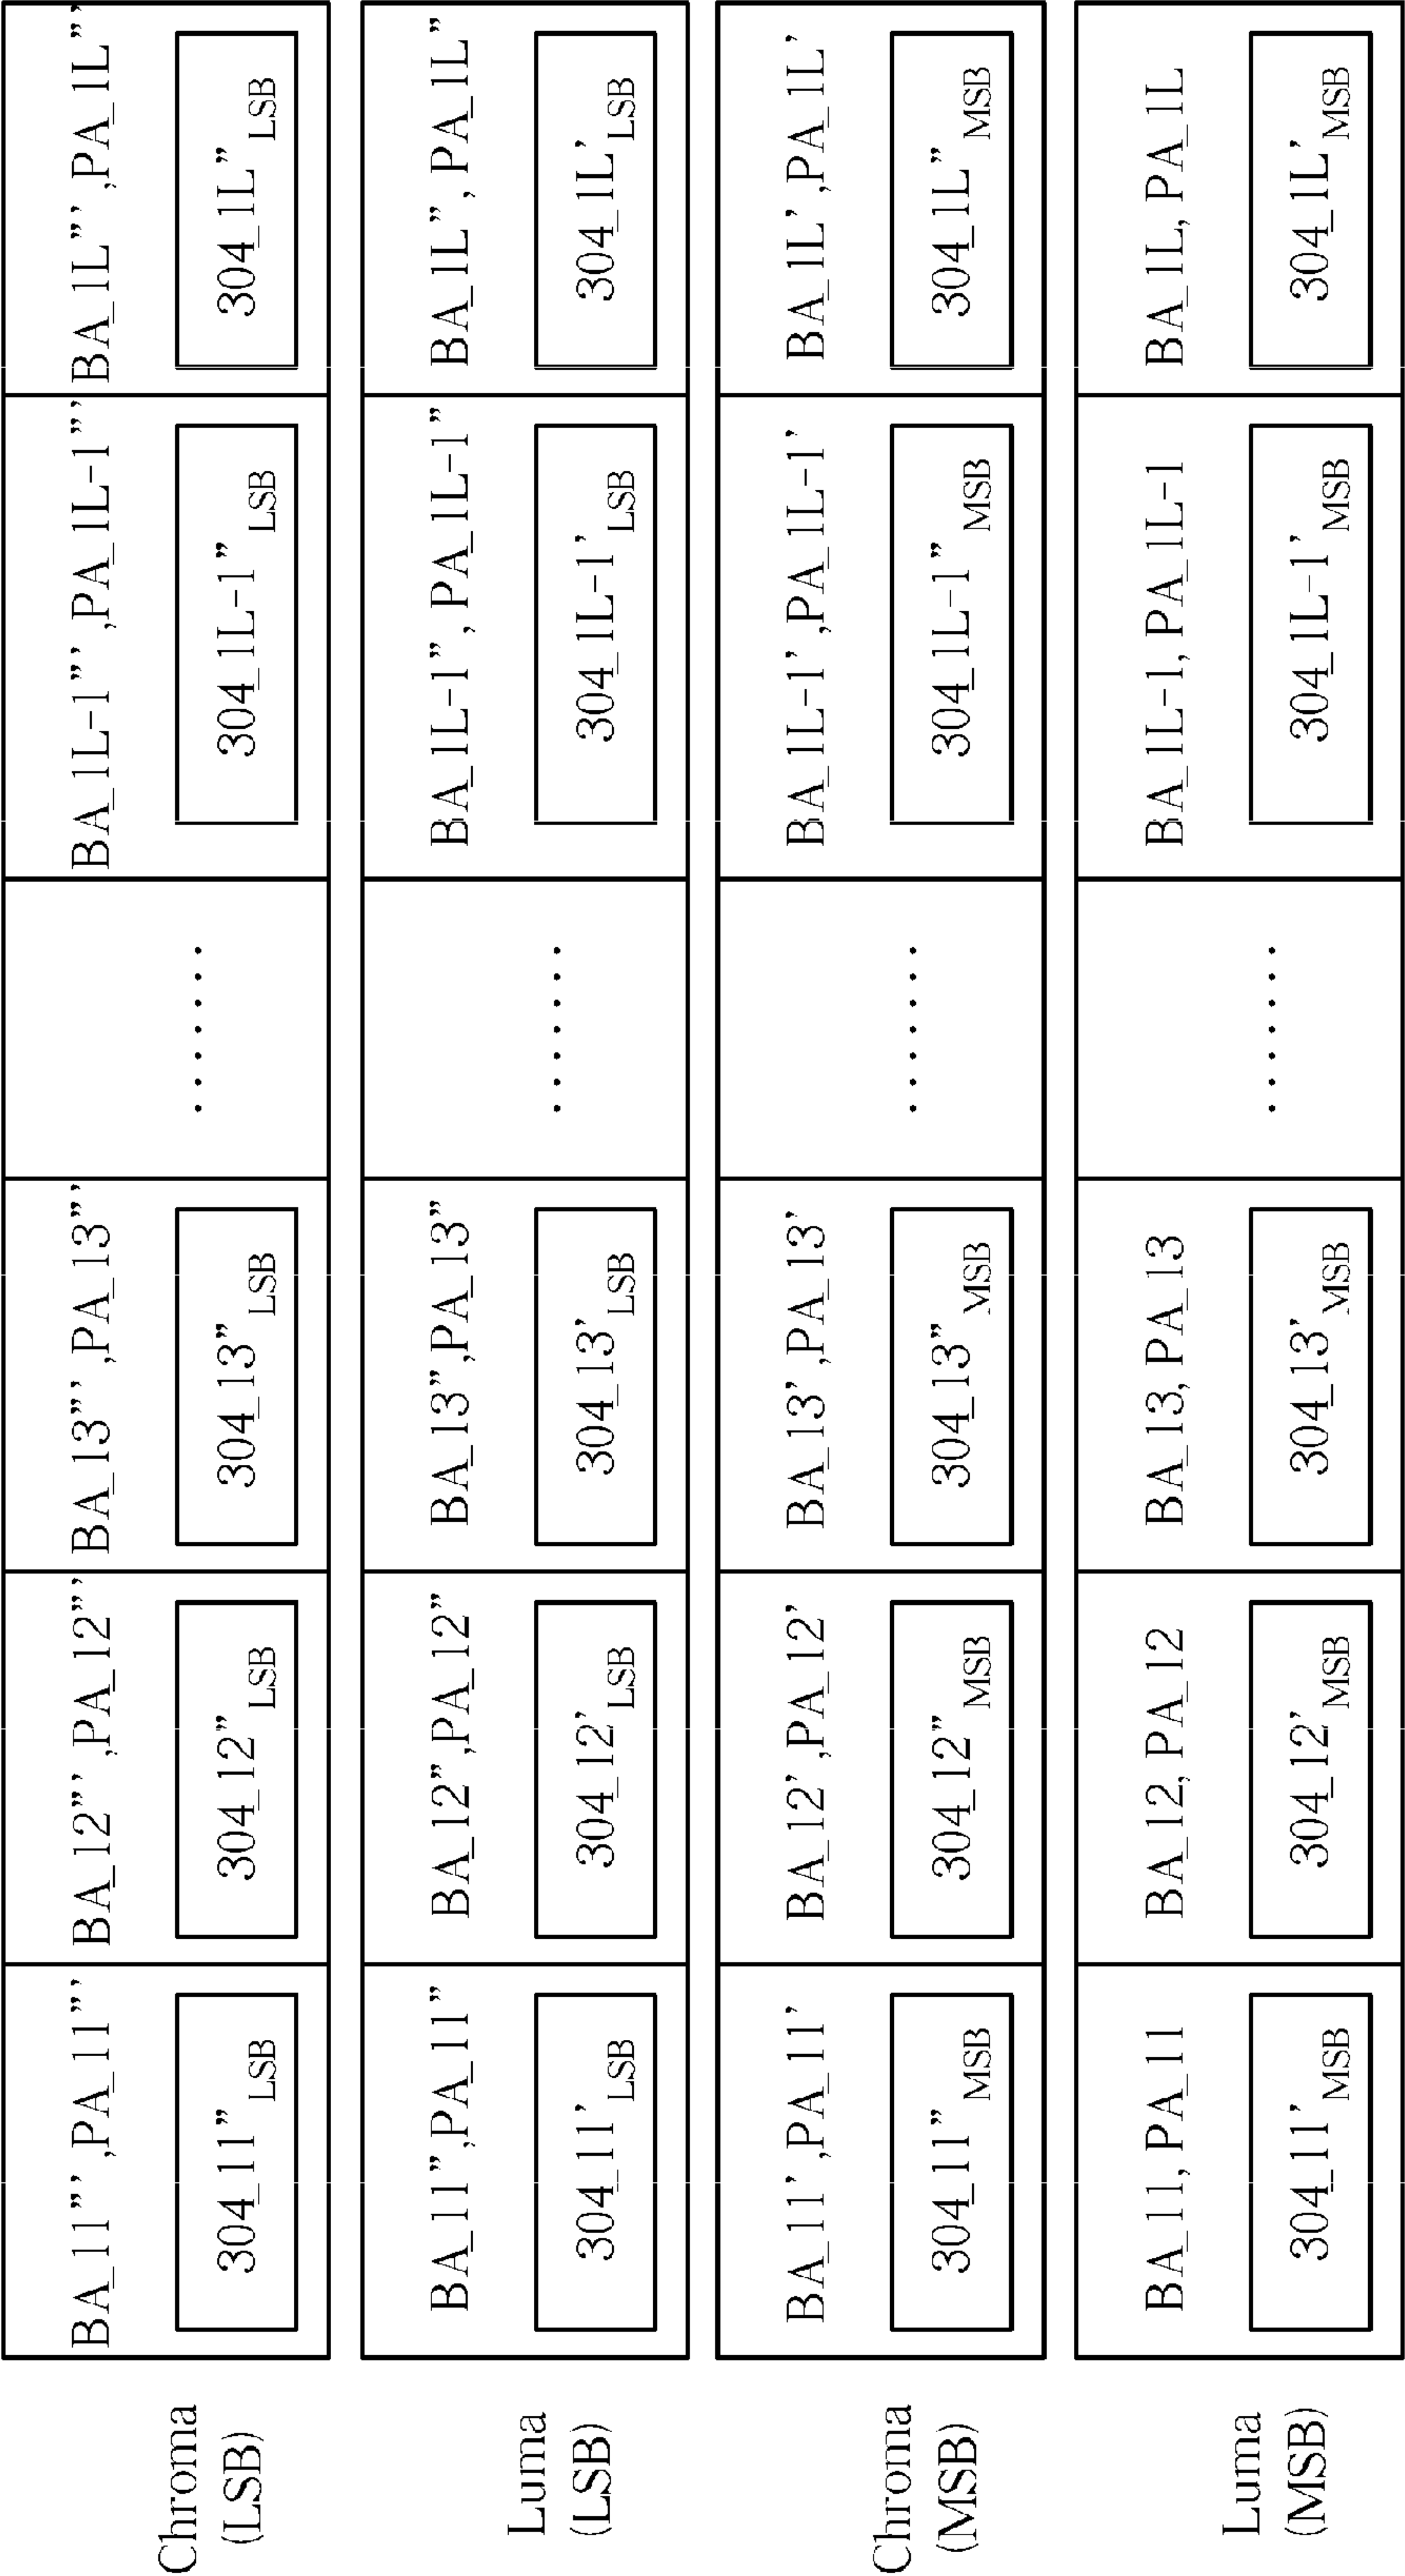 Chroma
(LSB)
BA_11”’ ,PA_11”’
304_11” LSB
BA_12”’ ,PA_12”’
304_12” LSB
BA_13”’ ,PA_13”’
304_13” LSB
.......
BA_1L-1”’ ,PA_1L-1”’
304_1L-1” LSB
BA_1L”’ ,PA_1L”’
304_1L” LSB
Luma
(LSB)
BA_11”,PA_11”
304_11’ LSB
BA_12”,PA_12”
304_12’ LSB
BA_13”,PA_13”
304_13’ LSB
.......
BA_1L-1”,PA_1L-1”
304_1L-1’ LSB
BA_1L”, PA_1L”
304_1L’ LSB
Chroma
(MSB)
BA_11’ ,PA_11’
304_11” MSB
BA_12’ ,PA_12’
304_12” MSB
BA_13’ ,PA_13’
304_13” MSB
.......
BA_1L-1’ ,PA_1L-1’
304_1L-1” MSB
BA_1L’ ,PA_1L’
304_1L” MSB
Luma
(MSB)
BA_11, PA_11
304_11’ MSB
BA_12, PA_12
304_12’ MSB
BA_13, PA_13
304_13’ MSB
.......
BA_1L-1, PA_1L-1
304_1L-1’ MSB
BA_1L, PA_1L
304_1L’ MSB